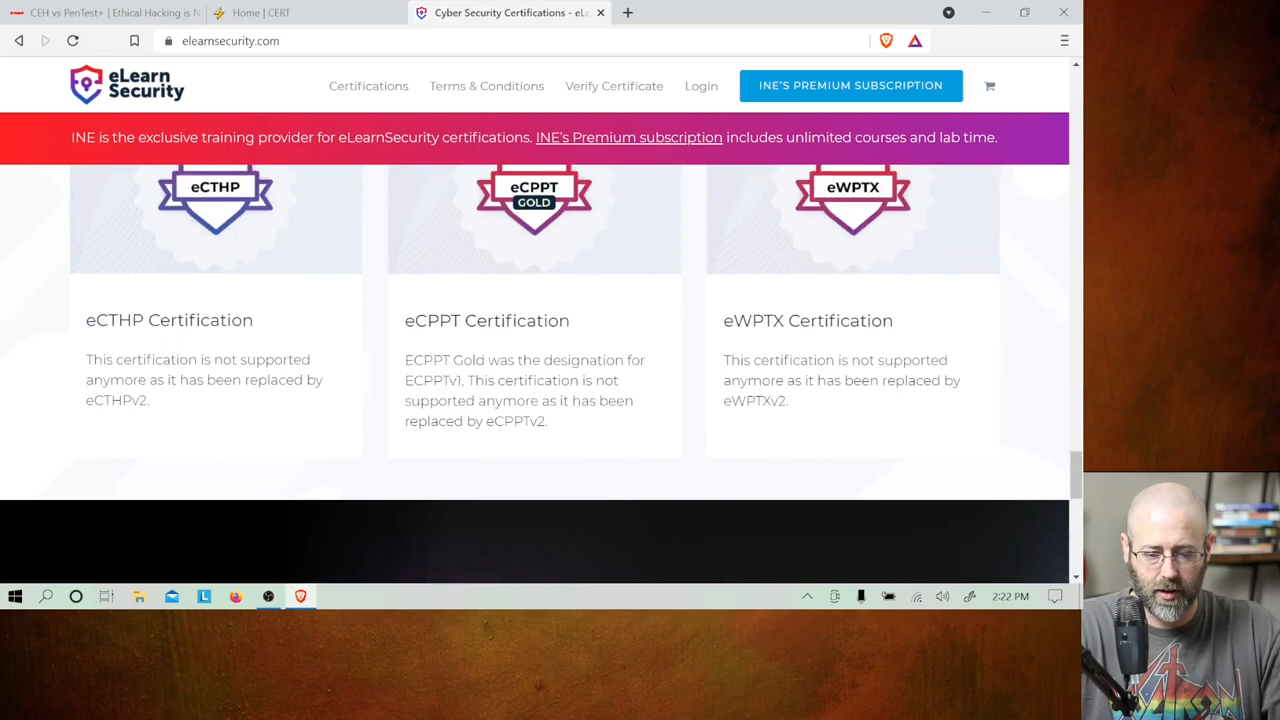 CEH vs PenTest+ | Ethical Hacking is N
Home | CERT
Cyber Security Certifications - eLe
elearnsecurity.com
eLearn
Security
Certifications
Terms & Conditions
Verify Certificate
Login
INE'S PREMIUM SUBSCRIPTION
INE is the exclusive training provider for eLearnSecurity certifications. INE's Premium subscription includes unlimited courses and lab time.
eCTHP
eCPPT
GOLD
eWPTX
eCTHP Certification
This certification is not supported
anymore as it has been replaced by
eCTHPv2.
eCPPT Certification
ECPPT Gold was the designation for
ECPPTv1. This certification is not
supported anymore as it has been
replaced by eCPPTv2.
eWPTX Certification
This certification is not supported
anymore as it has been replaced by
eWPTXv2.
L
2:22 PM